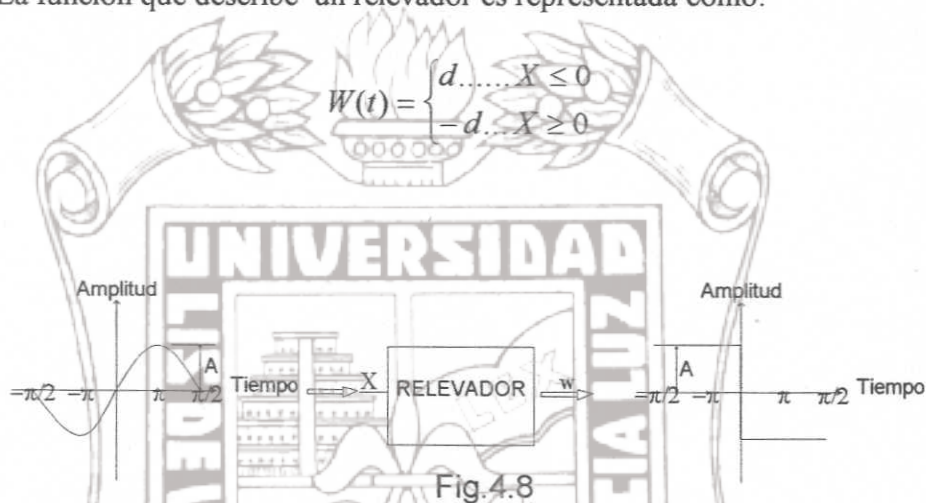 La función que describe un relevador es representada como:
W(t) = { d......X ≤ 0
-d...X ≥ 0
UNIVERSIDAD
Amplitud
Amplitud
A
-π/2 -π π π/2 Tiempo
X RELEVADOR w
A
-π/2 -π π π/2 Tiempo
Fig.4.8